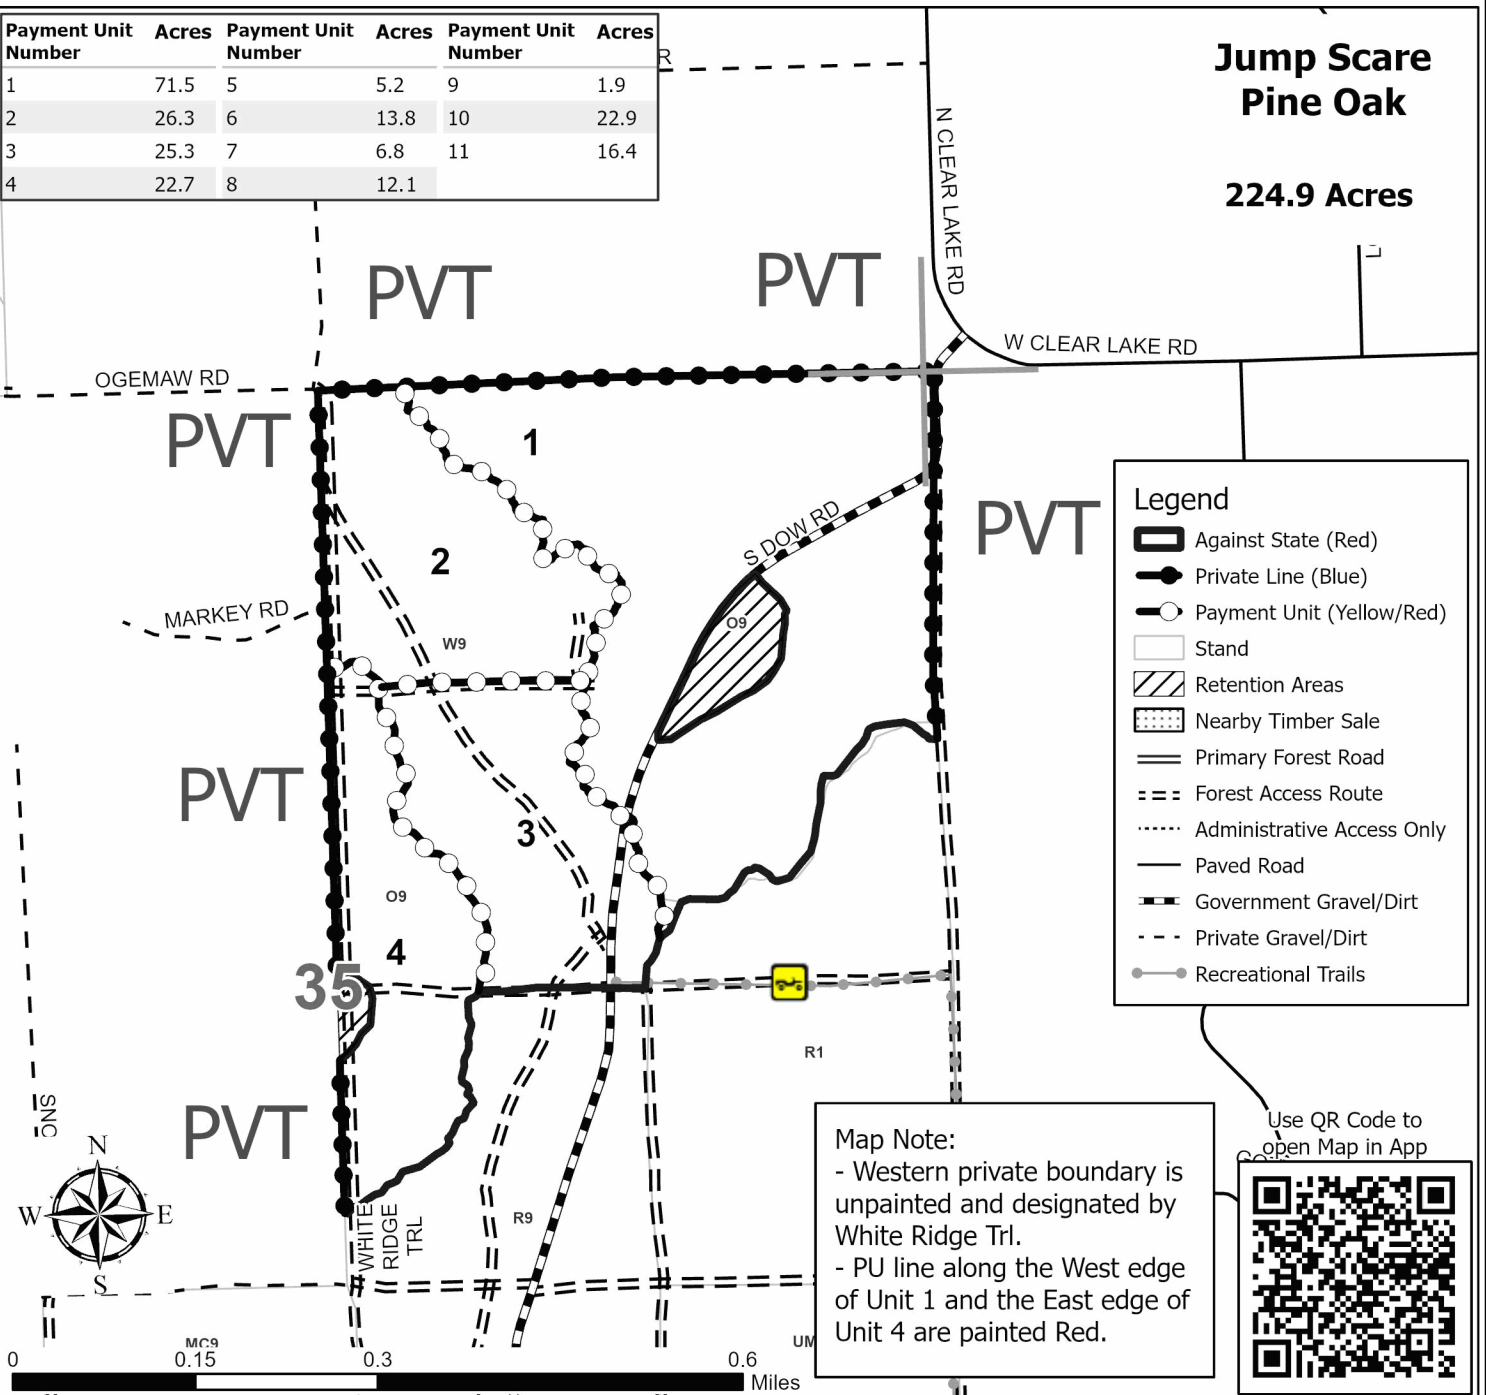 Payment Unit Number Acres Payment Unit Number Acres Payment Unit Number Acres
1 71.5 5 5.2 9 1.9
2 26.3 6 13.8 10 22.9
3 25.3 7 6.8 11 16.4
4 22.7 8 12.1
R
Jump Scare
Pine Oak
224.9 Acres
N CLEAR LAKE RD
PVT
PVT
W CLEAR LAKE RD
OGEMAW RD
PVT
1
PVT
S DOW RD
2
MARKEY RD
O9
W9
PVT
3
O9
4
35
R1
SNC
PVT
WHITE
RIDGE
TRL
R9
N
W E
S
MC9
UM
Legend
Against State (Red)
Private Line (Blue)
Payment Unit (Yellow/Red)
Stand
Retention Areas
Nearby Timber Sale
Primary Forest Road
Forest Access Route
Administrative Access Only
Paved Road
Government Gravel/Dirt
Private Gravel/Dirt
Recreational Trails
Map Note:
- Western private boundary is
unpainted and designated by
White Ridge Trl.
- PU line along the West edge
of Unit 1 and the East edge of
Unit 4 are painted Red.
Use QR Code to
open Map in App
0 0.15 0.3 0.6
Miles